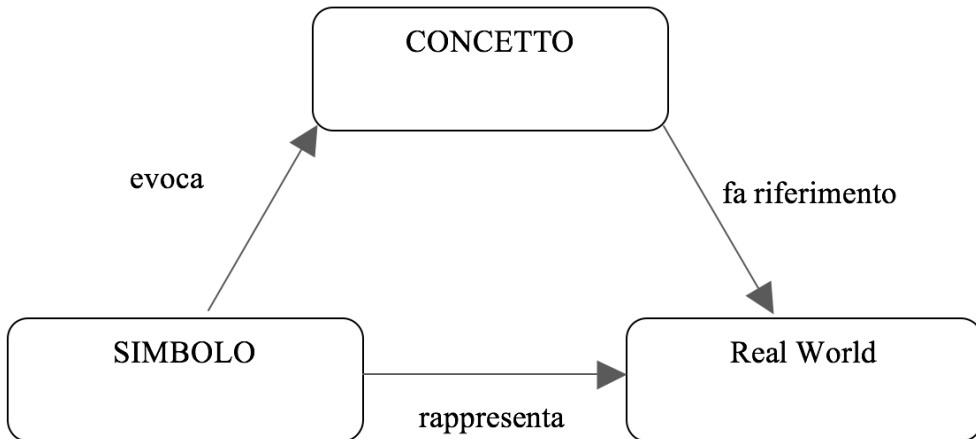 CONCETTO
evoca
fa riferimento
SIMBOLO
Real World
rappresenta